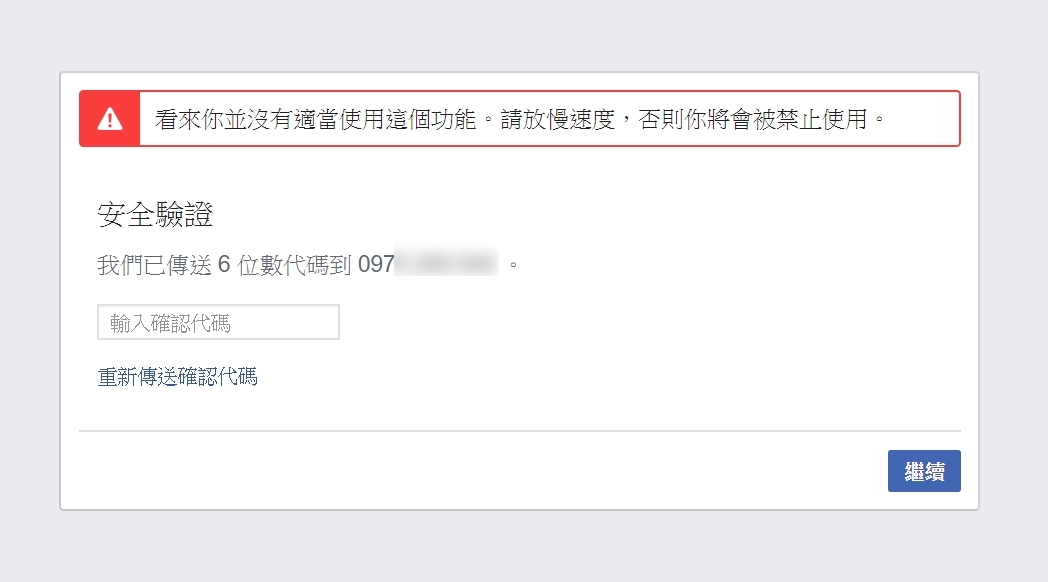 看來你並沒有適當使用這個功能。請放慢速度，否則你將會被禁止使用。
安全驗證
我們已傳送 6 位數代碼到 097 。
輸入確認代碼
重新傳送確認代碼
繼續